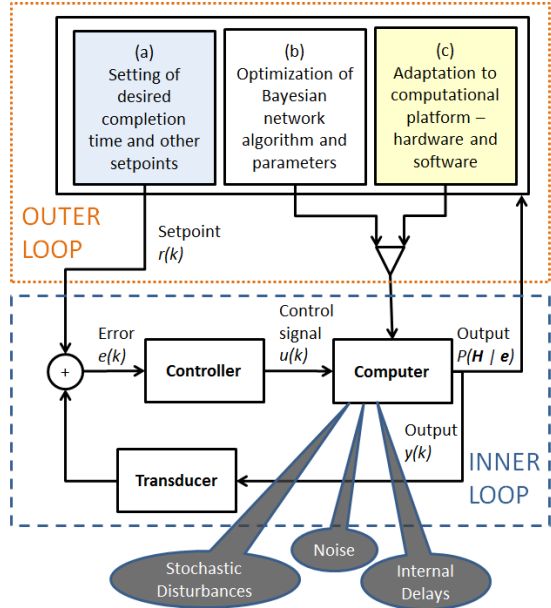 (a)
Setting of
desired
completion
time and other
setpoints
(b)
Optimization of
Bayesian
network
algorithm and
parameters
(c)
Adaptation to
computational
platform –
hardware and
software
OUTER
LOOP
Setpoint
r(k)
Error
e(k)
Controller
Control
signal
u(k)
Computer
Output
P(H | e)
+
Output
y(k)
Transducer
INNER
LOOP
Stochastic
Disturbances
Noise
Internal
Delays